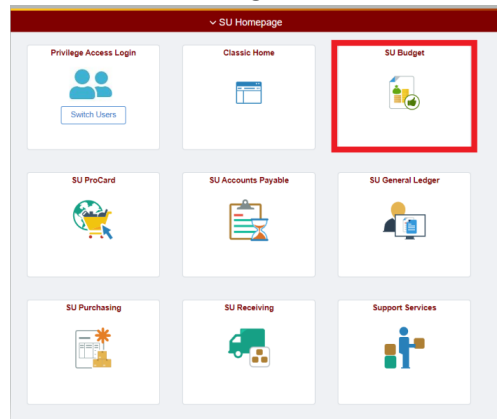 SU Homepage
Privilege Access Login
Classic Home
SU Budget
Switch Users
SU ProCard
SU Accounts Payable
SU General Ledger
SU Purchasing
SU Receiving
Support Services